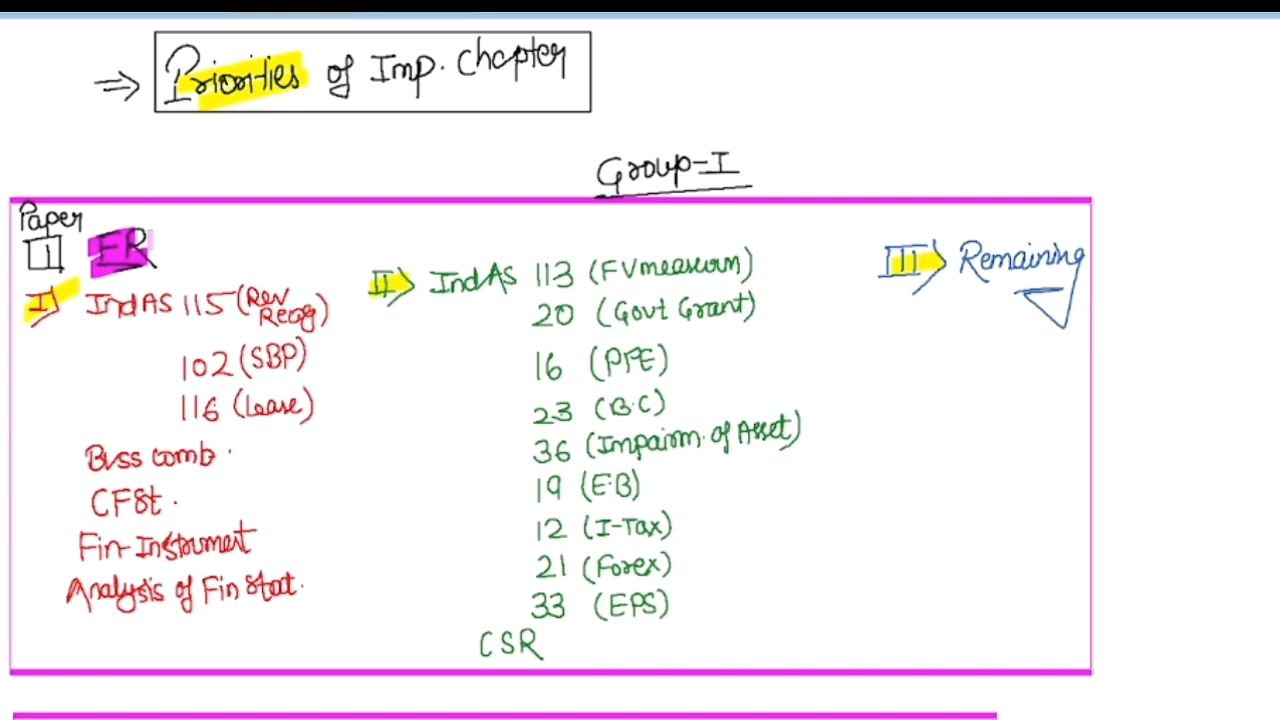 ⇒ Priorities of Imp. Chapter
Group-I
Paper
1 FR
I) Ind AS 115 (Rev Recog)
102 (SBP)
116 (Lease)
Buss comb.
CFSt.
Fin-Instrument
Analysis of Fin Stat.
II) Ind AS 113 (FV measurem)
20 (Govt Grant)
16 (PPE)
23 (B.C)
36 (Impairm. of Asset)
19 (E.B)
12 (I-Tax)
21 (Forex)
33 (EPS)
CSR
III) Remaining